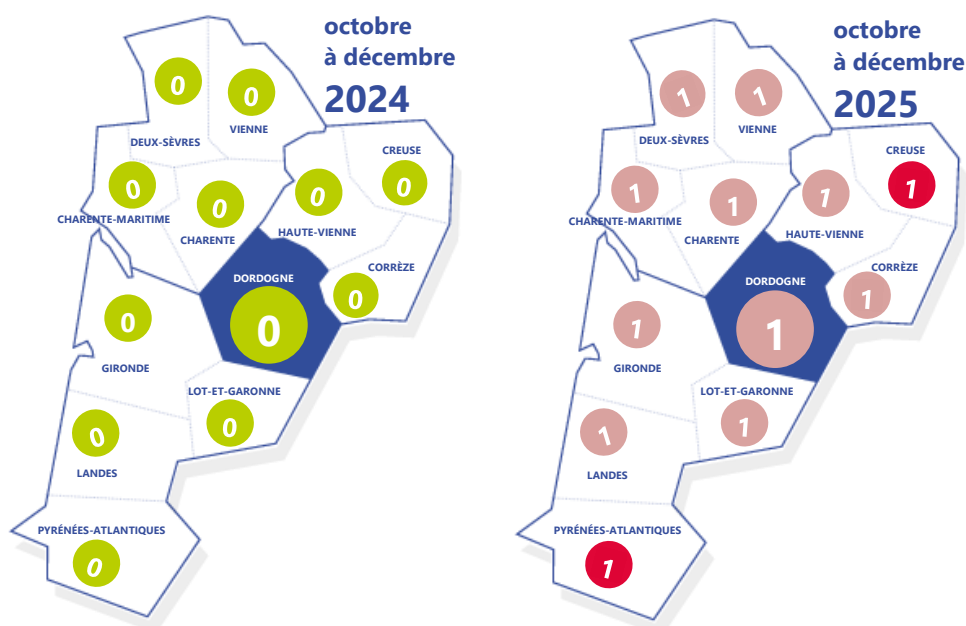 octobre
à décembre
2024
0
0
VIENNE
DEUX-SÈVRES
CREUSE
0
0
0
0
CHARENTE-MARITIME
CHARENTE
HAUTE-VIENNE
CORRÈZE
DORDOGNE
0
0
0
GIRONDE
LOT-ET-GARONNE
0
0
LANDES
PYRÉNÉES-ATLANTIQUES
0
octobre
à décembre
2025
1
1
VIENNE
DEUX-SÈVRES
CREUSE
1
1
1
1
CHARENTE-MARITIME
CHARENTE
HAUTE-VIENNE
CORRÈZE
DORDOGNE
1
1
1
GIRONDE
LOT-ET-GARONNE
1
1
LANDES
PYRÉNÉES-ATLANTIQUES
1